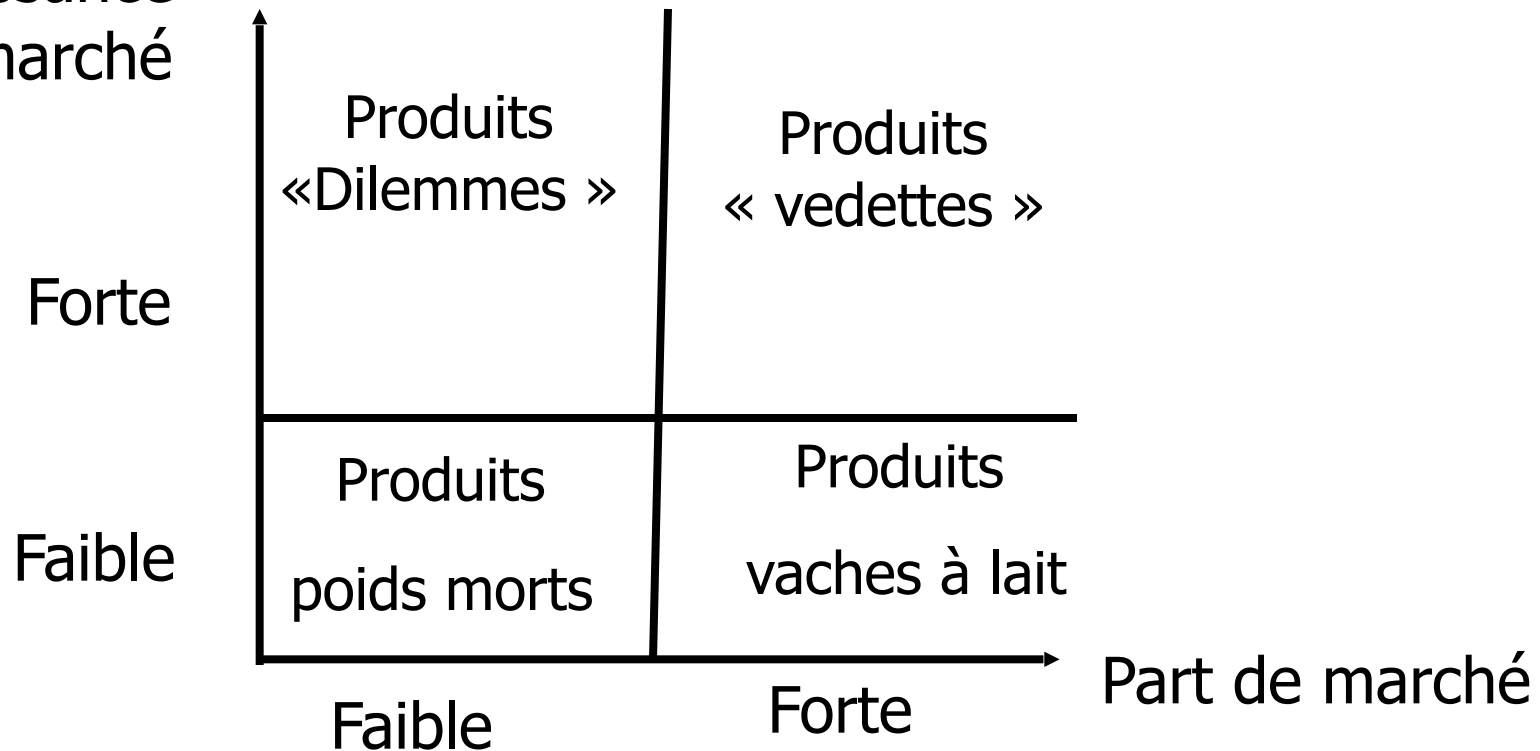 marché
Produits
«Dilemmes »
Produits
« vedettes »
Forte
Produits
poids morts
Produits
vaches à lait
Faible
Faible
Forte
Part de marché